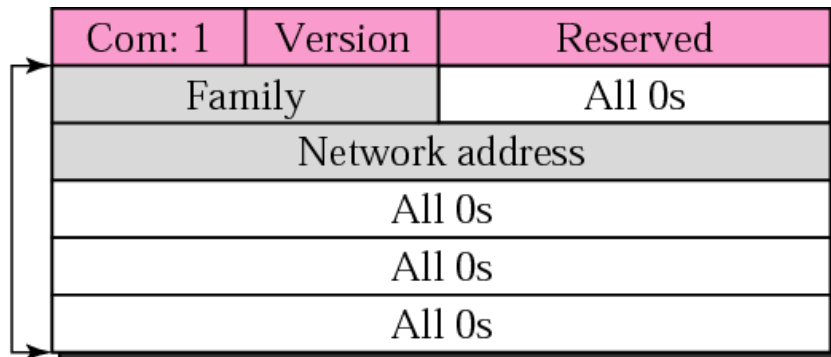 Com: 1 Version Reserved
Family All 0s
Network address
All 0s
All 0s
All 0s